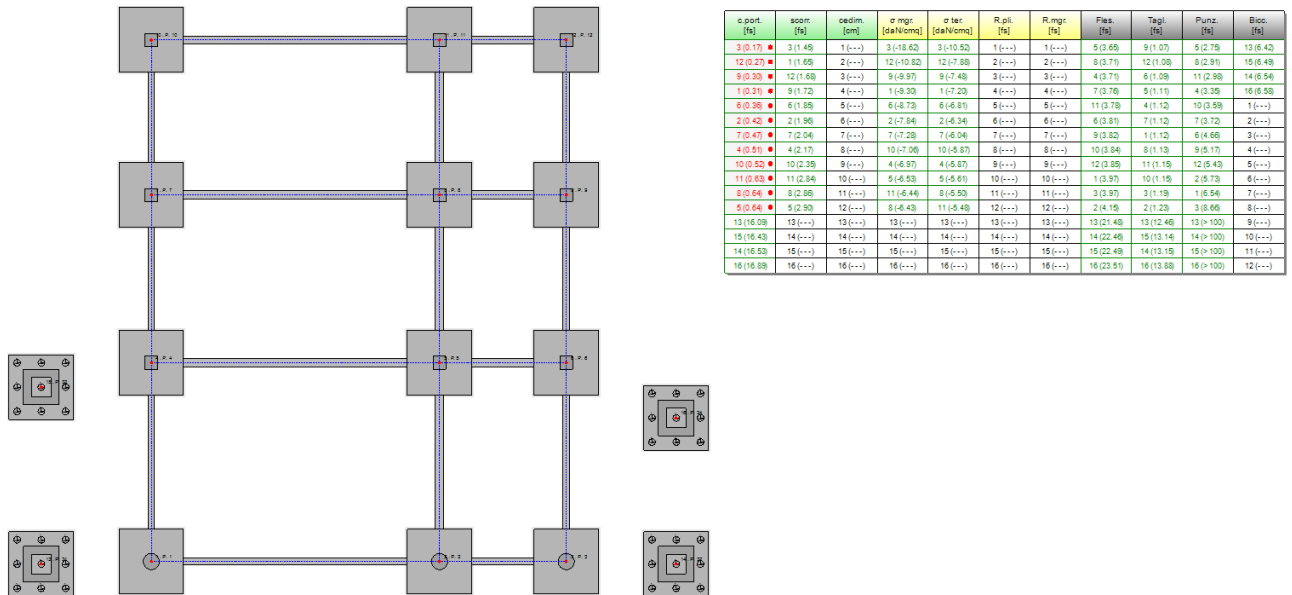 c.port. [fs] scorr. [fs] cedim. [cm] σ mgr. [daN/cmq] σ ter. [daN/cmq] R.pli. [fs] R.mgr. [fs] Fles. [fs] Tagl. [fs] Punz. [fs] Bicc. [fs]
3 (0.17) 3 (1.45) 1 (---) 3 (-18.62) 3 (-10.52) 1 (---) 1 (---) 5 (3.65) 9 (1.07) 5 (2.75) 13 (6.42)
12 (0.27) 1 (1.65) 2 (---) 12 (-10.82) 12 (-7.88) 2 (---) 2 (---) 8 (3.71) 12 (1.08) 8 (2.91) 15 (6.49)
9 (0.30) 12 (1.68) 3 (---) 9 (-9.97) 9 (-7.48) 3 (---) 3 (---) 4 (3.71) 6 (1.09) 11 (2.98) 14 (6.54)
1 (0.31) 9 (1.72) 4 (---) 1 (-9.30) 1 (-7.20) 4 (---) 4 (---) 7 (3.76) 5 (1.11) 4 (3.35) 16 (6.58)
6 (0.36) 6 (1.85) 5 (---) 6 (-8.73) 6 (-6.81) 5 (---) 5 (---) 11 (3.78) 4 (1.12) 10 (3.59) 1 (---)
2 (0.42) 2 (1.96) 6 (---) 2 (-7.84) 2 (-6.34) 6 (---) 6 (---) 6 (3.81) 7 (1.12) 7 (3.72) 2 (---)
7 (0.47) 7 (2.04) 7 (---) 7 (-7.28) 7 (-6.04) 7 (---) 7 (---) 9 (3.82) 1 (1.12) 6 (4.66) 3 (---)
4 (0.51) 4 (2.17) 8 (---) 10 (-7.06) 10 (-5.87) 8 (---) 8 (---) 10 (3.84) 8 (1.13) 9 (5.17) 4 (---)
10 (0.52) 10 (2.35) 9 (---) 4 (-6.97) 4 (-5.87) 9 (---) 9 (---) 12 (3.85) 11 (1.15) 12 (5.43) 5 (---)
11 (0.63) 11 (2.84) 10 (---) 5 (-6.53) 5 (-5.61) 10 (---) 10 (---) 1 (3.97) 10 (1.15) 2 (5.73) 6 (---)
8 (0.64) 8 (2.86) 11 (---) 11 (-6.44) 8 (-5.50) 11 (---) 11 (---) 3 (3.97) 3 (1.19) 1 (6.54) 7 (---)
5 (0.64) 5 (2.90) 12 (---) 8 (-6.43) 11 (-5.48) 12 (---) 12 (---) 2 (4.15) 2 (1.23) 3 (8.66) 8 (---)
13 (16.09) 13 (---) 13 (---) 13 (---) 13 (---) 13 (---) 13 (---) 13 (21.48) 13 (12.46) 13 (> 100) 9 (---)
15 (16.43) 14 (---) 14 (---) 14 (---) 14 (---) 14 (---) 14 (---) 14 (22.46) 15 (13.14) 14 (> 100) 10 (---)
14 (16.53) 15 (---) 15 (---) 15 (---) 15 (---) 15 (---) 15 (---) 15 (22.49) 14 (13.15) 15 (> 100) 11 (---)
16 (16.89) 16 (---) 16 (---) 16 (---) 16 (---) 16 (---) 16 (---) 16 (23.51) 16 (13.88) 16 (> 100) 12 (---)